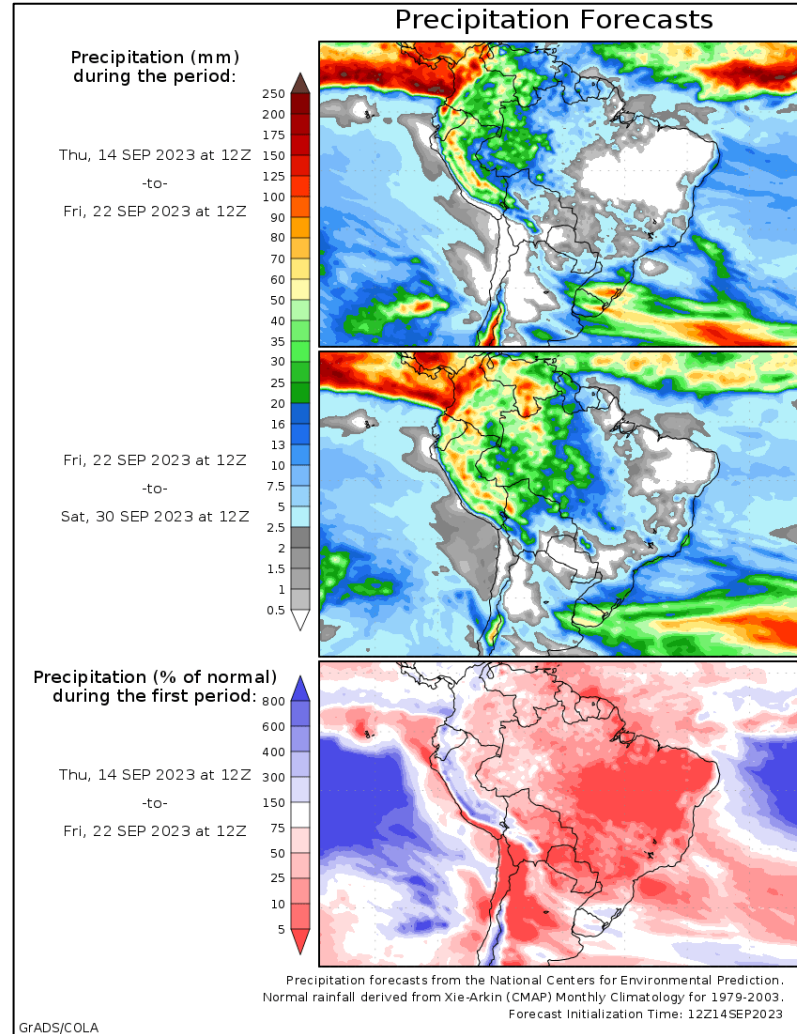 Precipitation Forecasts
Precipitation (mm)
during the period:
Thu, 14 SEP 2023 at 12Z
-to-
Fri, 22 SEP 2023 at 12Z
250
200
175
150
125
100
90
80
70
60
50
40
35
30
25
20
16
13
10
7.5
5
2.5
2
1.5
1
0.5
Fri, 22 SEP 2023 at 12Z
-to-
Sat, 30 SEP 2023 at 12Z
Precipitation (% of normal)
during the first period:
Thu, 14 SEP 2023 at 12Z
-to-
Fri, 22 SEP 2023 at 12Z
800
600
400
300
150
75
50
25
10
5
Precipitation forecasts from the National Centers for Environmental Prediction.
Normal rainfall derived from Xie-Arkin (CMAP) Monthly Climatology for 1979-2003.
Forecast Initialization Time: 12Z14SEP2023
GrADS/COLA